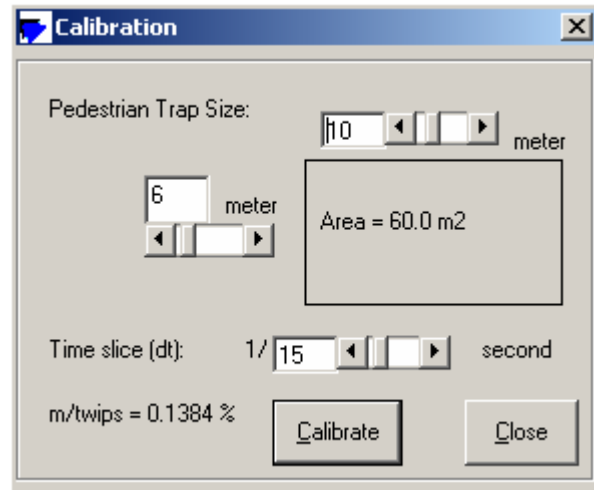 Calibration
Pedestrian Trap Size:
10 meter
6 meter
Area = 60.0 m2
Time slice (dt): 1/ 15 second
m/twips = 0.1384 %
Calibrate Close